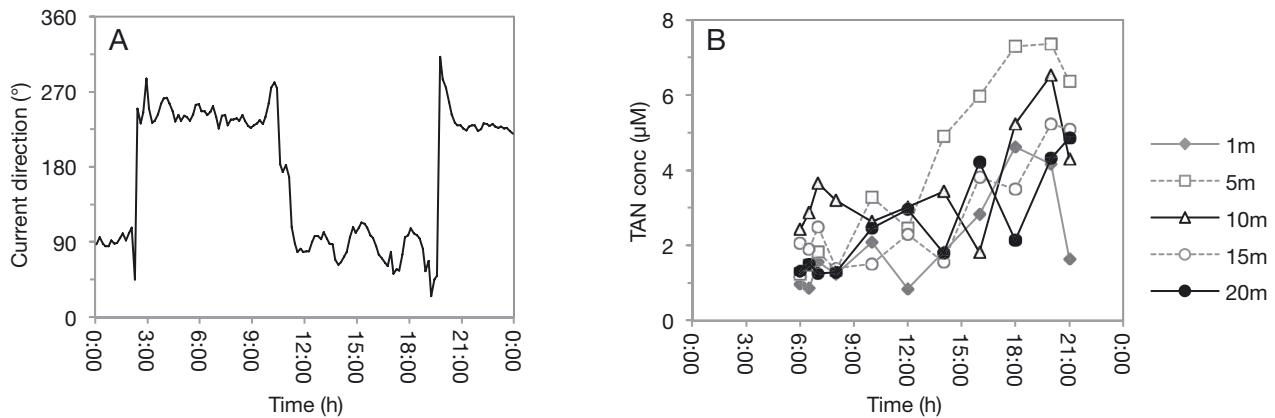 A
Current direction (°)
360
270
180
90
0
0:00
3:00
6:00
9:00
12:00
15:00
18:00
21:00
0:00
Time (h)
B
TAN conc (µM)
8
6
4
2
0
0:00
3:00
6:00
9:00
12:00
15:00
18:00
21:00
0:00
Time (h)
1m
5m
10m
15m
20m